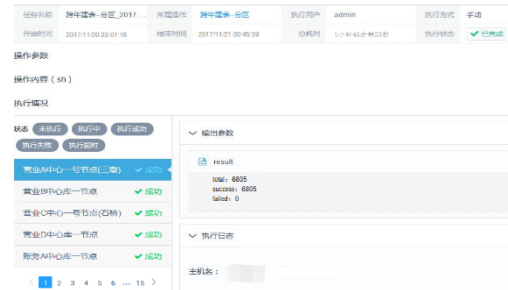 任务名称 跨年建表-分区_2017... 所属操作 跨年建表-分区 执行用户 admin 执行方式 手动
开始时间 2017/11/20 23:01:18 结束时间 2017/11/21 00:45:39 总耗时 执行状态 已完成
操作参数
操作内容（sh）
执行情况
状态 未执行 执行中 执行成功
执行失败 执行超时
营业A中心一号节点(三墩) 成功
营业B中心库一节点 成功
营业C中心一号节点(石桥) 成功
营业D中心库一节点 成功
账务A中心库一节点 成功
1 2 3 4 5 6 ... 15
输出参数
result
total: 6805
success: 6805
failed: 0
执行日志
主机名：